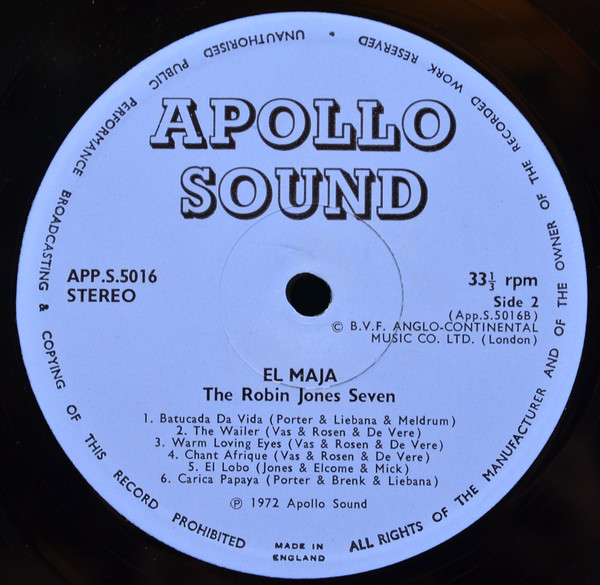 APOLLO
SOUND
APP.S.5016
STEREO
33⅓ rpm
Side 2
(App.S.5016B)
© B.V.F. ANGLO-CONTINENTAL
MUSIC CO. LTD. (London)
EL MAJA
The Robin Jones Seven
1. Batucada Da Vida (Porter & Liebana & Meldrum)
2. The Wailer (Vas & Rosen & De Vere)
3. Warm Loving Eyes (Vas & Rosen & De Vere)
4. Chant Afrique (Vas & Rosen & De Vere)
5. El Lobo (Jones & Elcome & Mick)
6. Carica Papaya (Porter & Brenk & Liebana)
℗ 1972 Apollo Sound
MADE IN
ENGLAND
ALL RIGHTS OF THE MANUFACTURER AND OF THE OWNER OF THE RECORDED WORK RESERVED • UNAUTHORISED PUBLIC PERFORMANCE BROADCASTING & COPYING OF THIS RECORD PROHIBITED